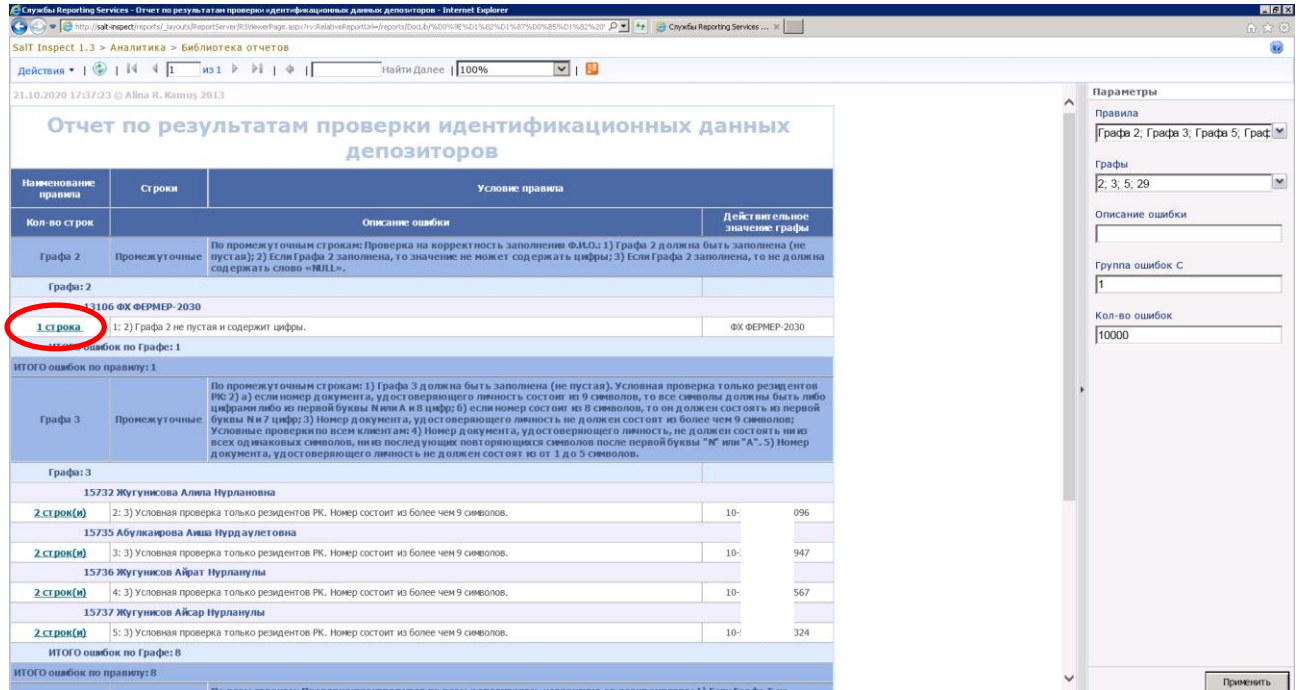 Службы Reporting Services - Отчет по результатам проверки идентификационных данных депозиторов - Internet Explorer
Службы Reporting Services ...
SalT Inspect 1.3 > Аналитика > Библиотека отчетов
Действия | 1 из 1 | Найти Далее | 100%
21.10.2020 17:37:23 © Alina R. Kamuş 2013
Отчет по результатам проверки идентификационных данных
депозиторов
Наименование правила Строки Условие правила
Кол-во строк Описание ошибки Действительное значение графы
Графа 2 Промежуточные
По промежуточным строкам: Проверка на корректность заполнения Ф.И.О.: 1) Графа 2 должна быть заполнена (не
пустая); 2) Если Графа 2 заполнена, то значение не может содержать цифры; 3) Если Графа 2 заполнена, то не должна
содержать слово «NULL».
Графа: 2
13106 ФХ ФЕРМЕР-2030
1 строка 1: 2) Графа 2 не пустая и содержит цифры. ФХ ФЕРМЕР-2030
ИТОГО ошибок по Графе: 1
ИТОГО ошибок по правилу: 1
Графа 3 Промежуточные
По промежуточным строкам: 1) Графа 3 должна быть заполнена (не пустая). Условная проверка только резидентов
РК: 2) а) если номер документа, удостоверяющего личность состоит из 9 символов, то все символы должны быть либо
цифрами либо из первой буквы N или А и 8 цифр; б) если номер состоит из 8 символов, то он должен состоять из первой
буквы N и 7 цифр; 3) Номер документа, удостоверяющего личность не должен состоят из более чем 9 символов;
Условные проверки по всем клиентам: 4) Номер документа, удостоверяющего личность, не должен состоять ни из
всех одинаковых символов, ни из последующих повторяющихся символов после первой буквы "N" или "А". 5) Номер
документа, удостоверяющего личность не должен состоят из от 1 до 5 символов.
Графа: 3
15732 Жугунисова Алила Нурлановна
2 строк(и) 2: 3) Условная проверка только резидентов РК. Номер состоит из более чем 9 символов. 10- 096
15735 Абулкаирова Аиша Нурдаулетовна
2 строк(и) 3: 3) Условная проверка только резидентов РК. Номер состоит из более чем 9 символов. 10- 947
15736 Жугунисов Айрат Нурланулы
2 строк(и) 4: 3) Условная проверка только резидентов РК. Номер состоит из более чем 9 символов. 10- 567
15737 Жугунисов Айсар Нурланулы
2 строк(и) 5: 3) Условная проверка только резидентов РК. Номер состоит из более чем 9 символов. 10- 324
ИТОГО ошибок по Графе: 8
ИТОГО ошибок по правилу: 8
Параметры
Правила
Графа 2; Графа 3; Графа 5; Граф
Графы
2; 3; 5; 29
Описание ошибки
Группа ошибок С
1
Кол-во ошибок
10000
Применить